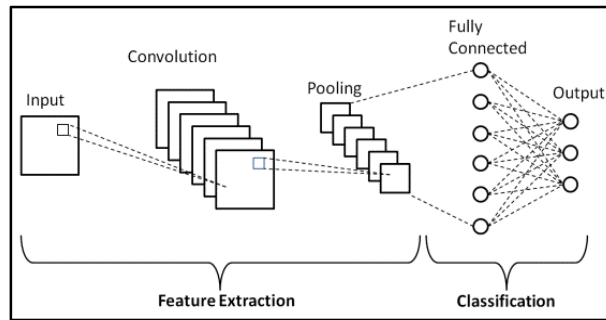 Fully
Connected
Convolution
Pooling
Input
Output
Feature Extraction
Classification